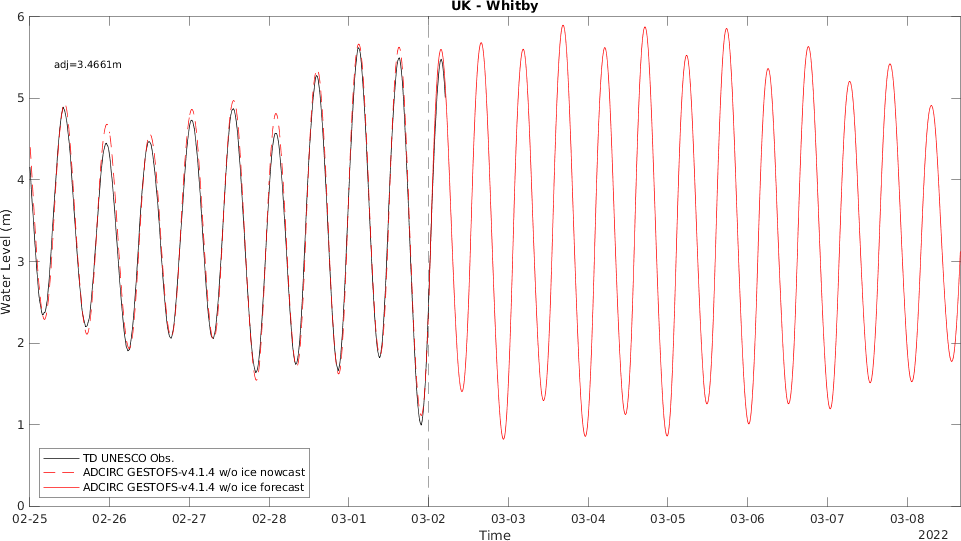 UK - Whitby
adj=3.4661m
Water Level (m)
6
5
4
3
2
1
0
TD UNESCO Obs.
ADCIRC GESTOFS-v4.1.4 w/o ice nowcast
ADCIRC GESTOFS-v4.1.4 w/o ice forecast
02-25 02-26 02-27 02-28 03-01 03-02 03-03 03-04 03-05 03-06 03-07 03-08
Time
2022